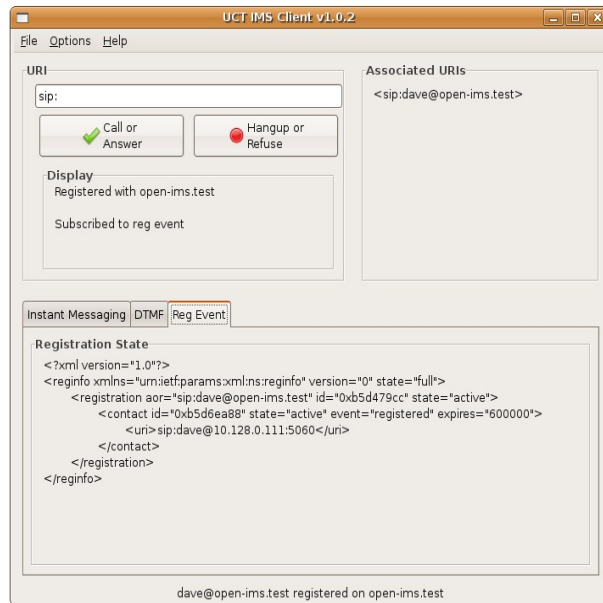 UCT IMS Client v1.0.2
File Options Help
URI
sip:
Call or
Answer
Hangup or
Refuse
Display
Registered with open-ims.test
Subscribed to reg event
Associated URIs
<sip:dave@open-ims.test>
Instant Messaging DTMF Reg Event
Registration State
<?xml version="1.0"?>
<reginfo xmlns="urn:ietf:params:xml:ns:reginfo" version="0" state="full">
<registration aor="sip:dave@open-ims.test" id="0xb5d479cc" state="active">
<contact id="0xb5d6ea88" state="active" event="registered" expires="600000">
<uri>sip:dave@10.128.0.111:5060</uri>
</contact>
</registration>
</reginfo>
dave@open-ims.test registered on open-ims.test